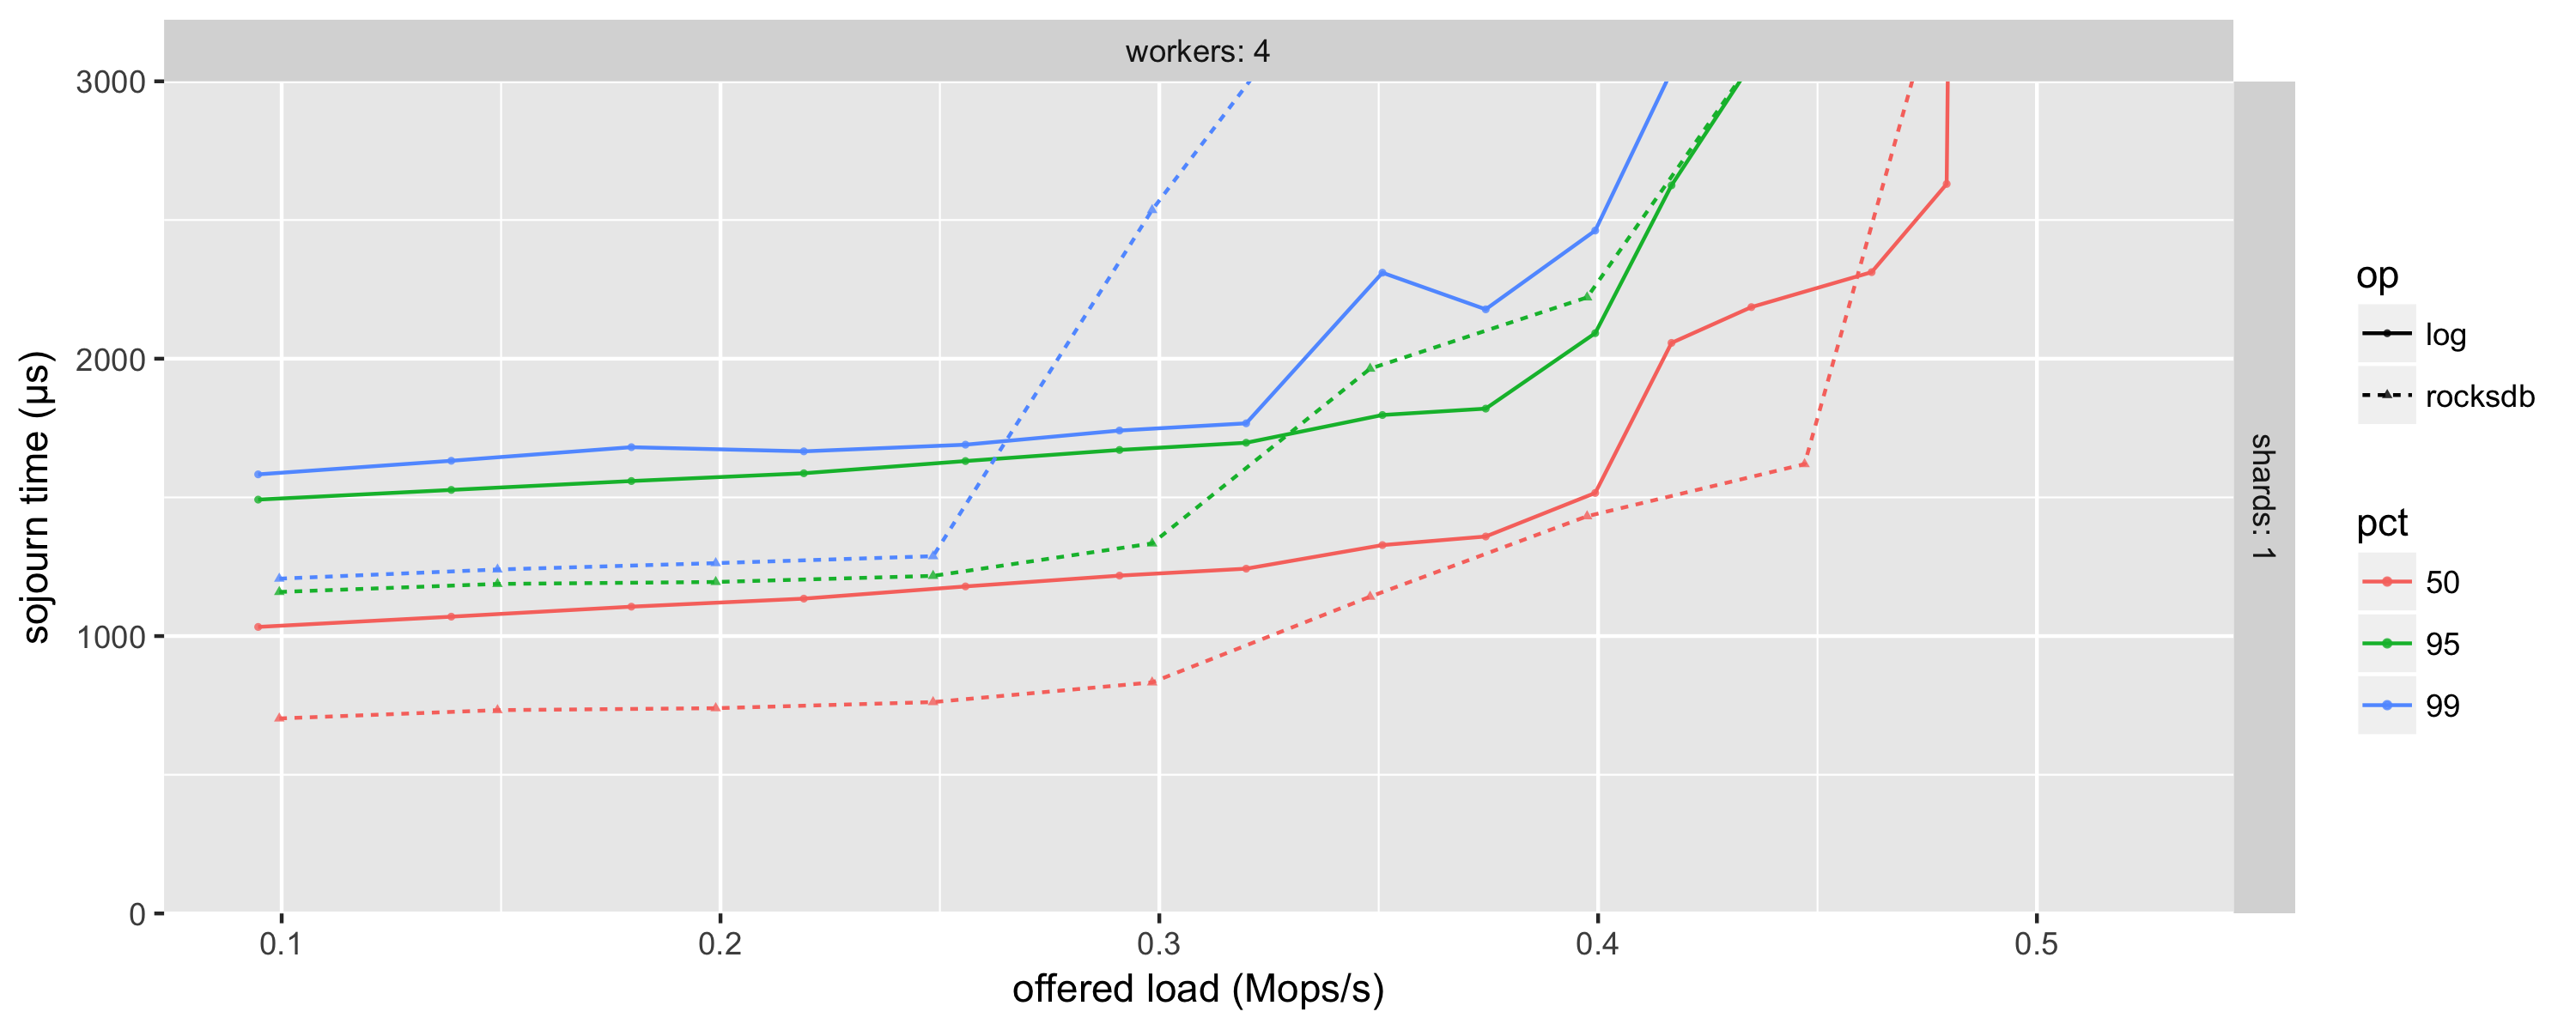 workers: 4
3000
2000
1000
0
sojourn time (µs)
0.1
0.2
0.3
0.4
0.5
offered load (Mops/s)
shards: 1
op
log
rocksdb
pct
50
95
99